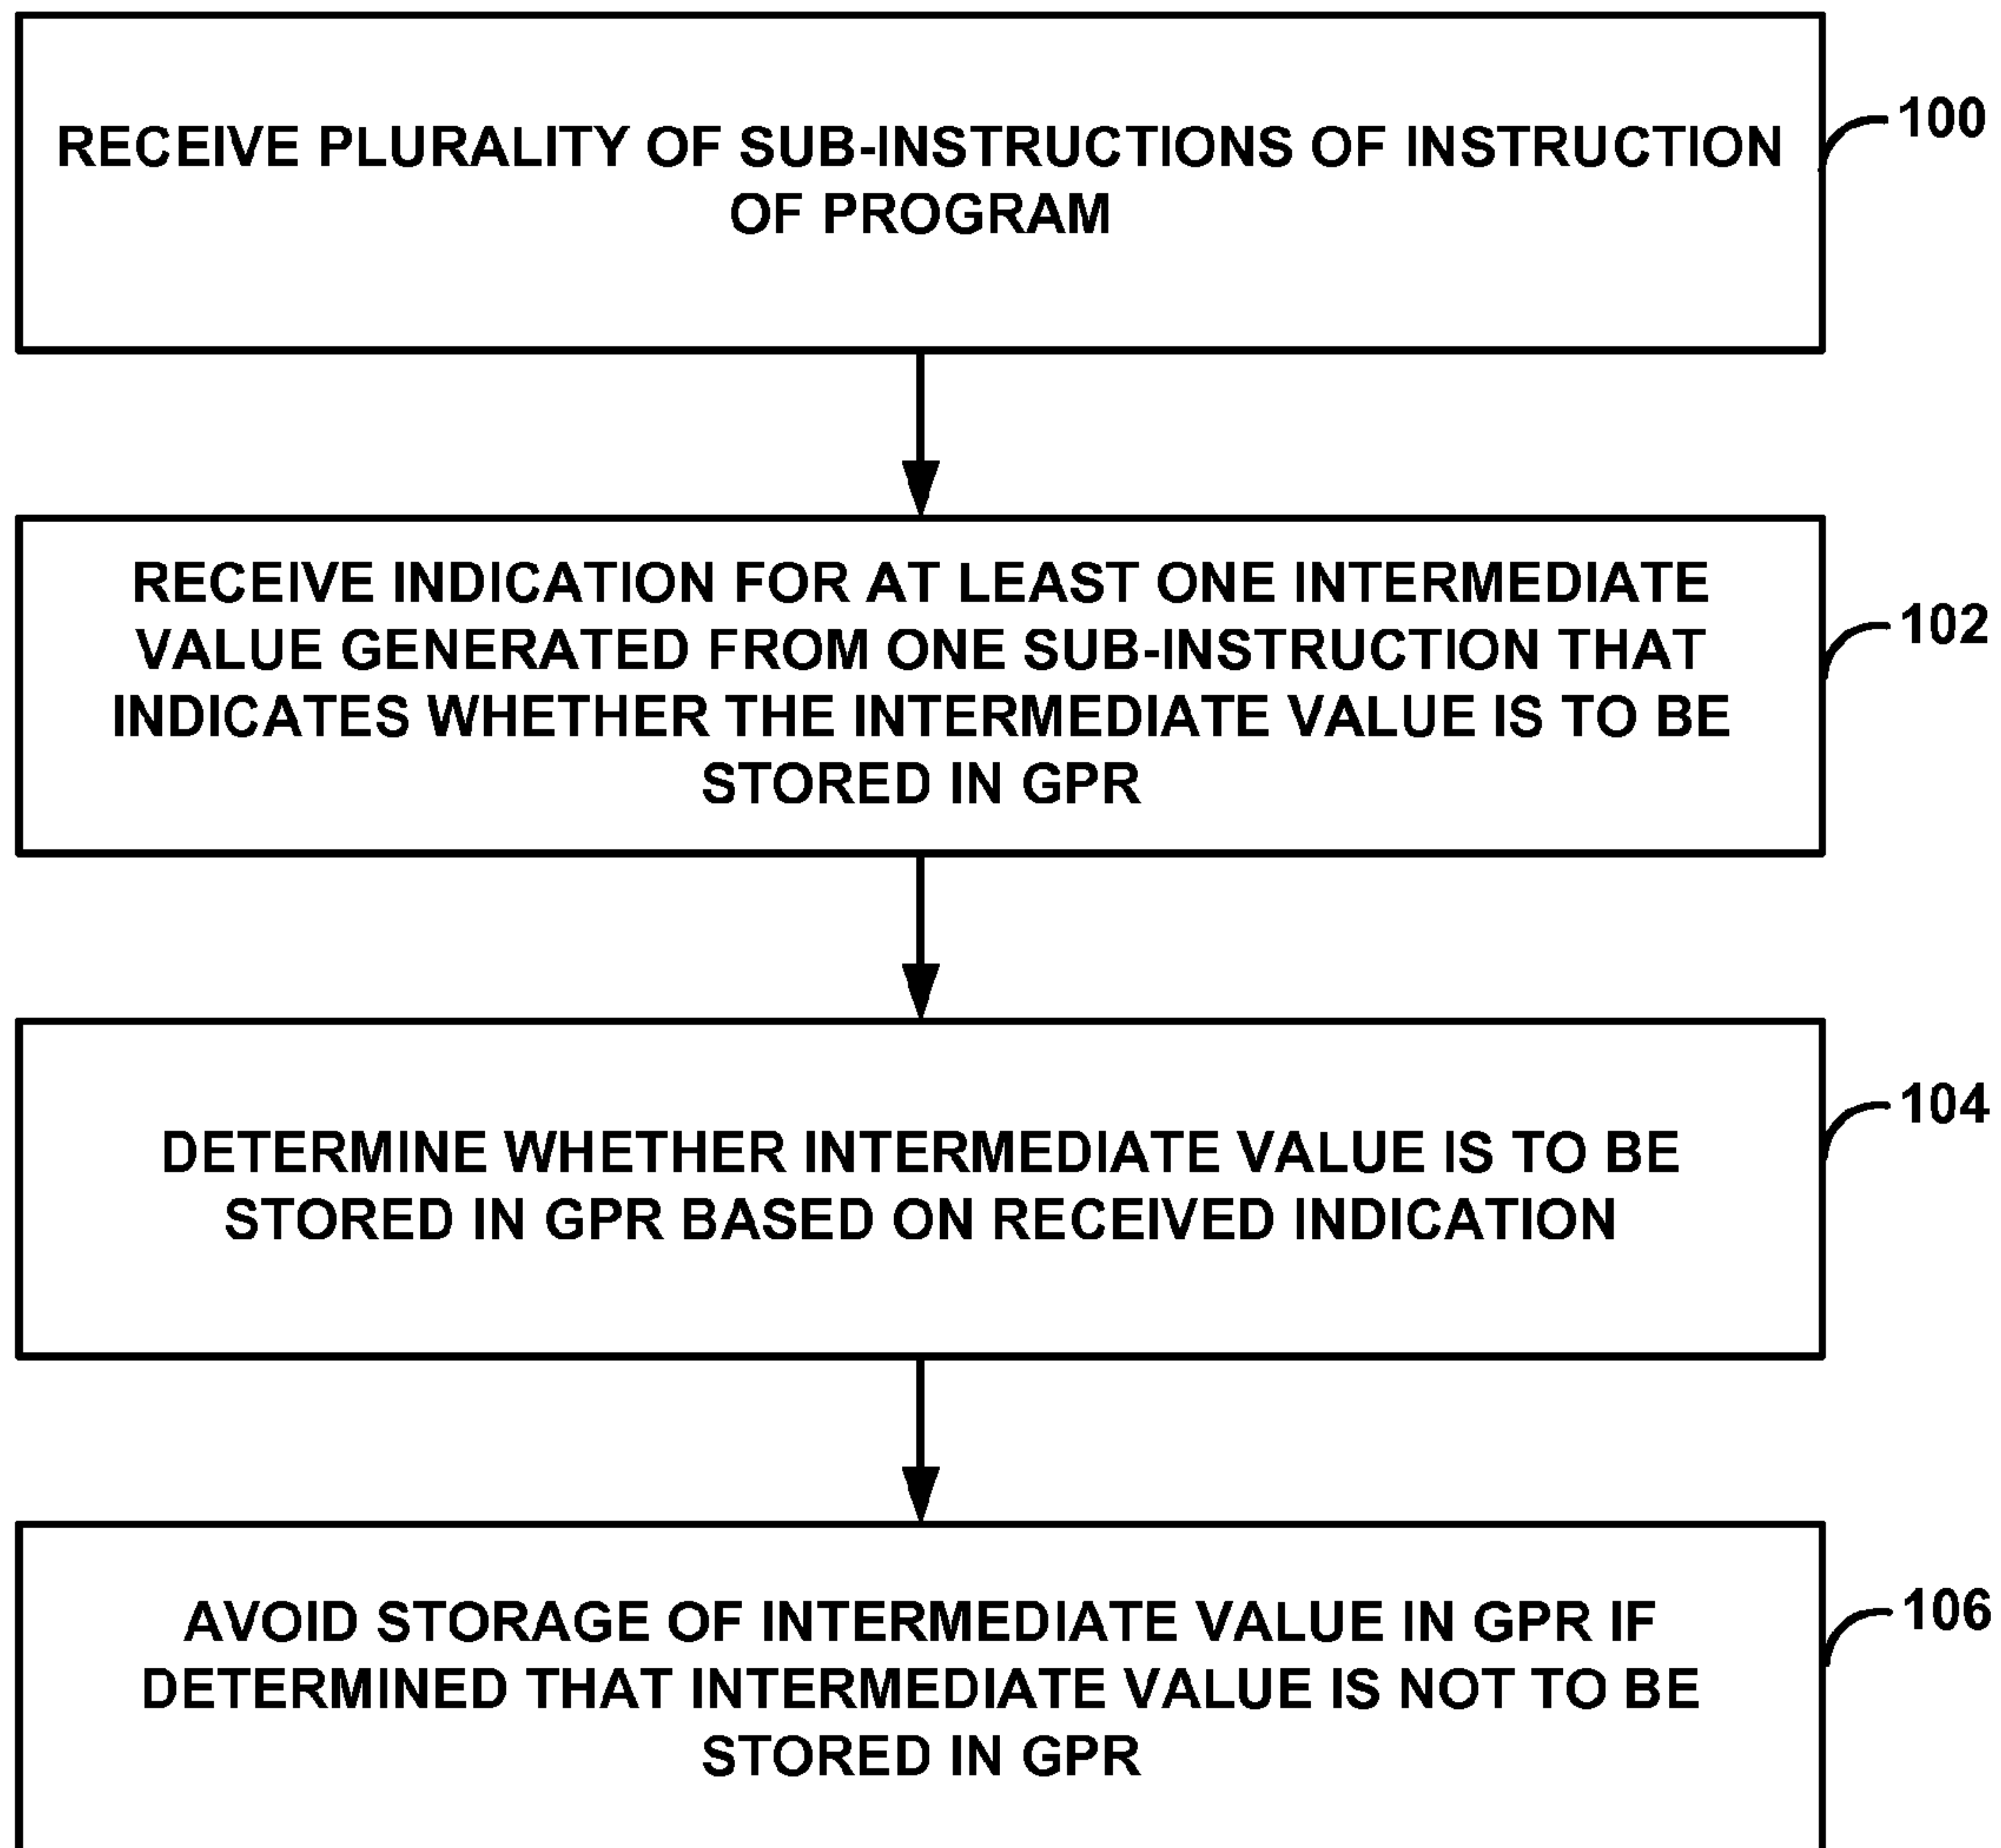 RECEIVE PLURALITY OF SUB-INSTRUCTIONS OF INSTRUCTION
OF PROGRAM
100
RECEIVE INDICATION FOR AT LEAST ONE INTERMEDIATE
VALUE GENERATED FROM ONE SUB-INSTRUCTION THAT
INDICATES WHETHER THE INTERMEDIATE VALUE IS TO BE
STORED IN GPR
102
DETERMINE WHETHER INTERMEDIATE VALUE IS TO BE
STORED IN GPR BASED ON RECEIVED INDICATION
104
AVOID STORAGE OF INTERMEDIATE VALUE IN GPR IF
DETERMINED THAT INTERMEDIATE VALUE IS NOT TO BE
STORED IN GPR
106